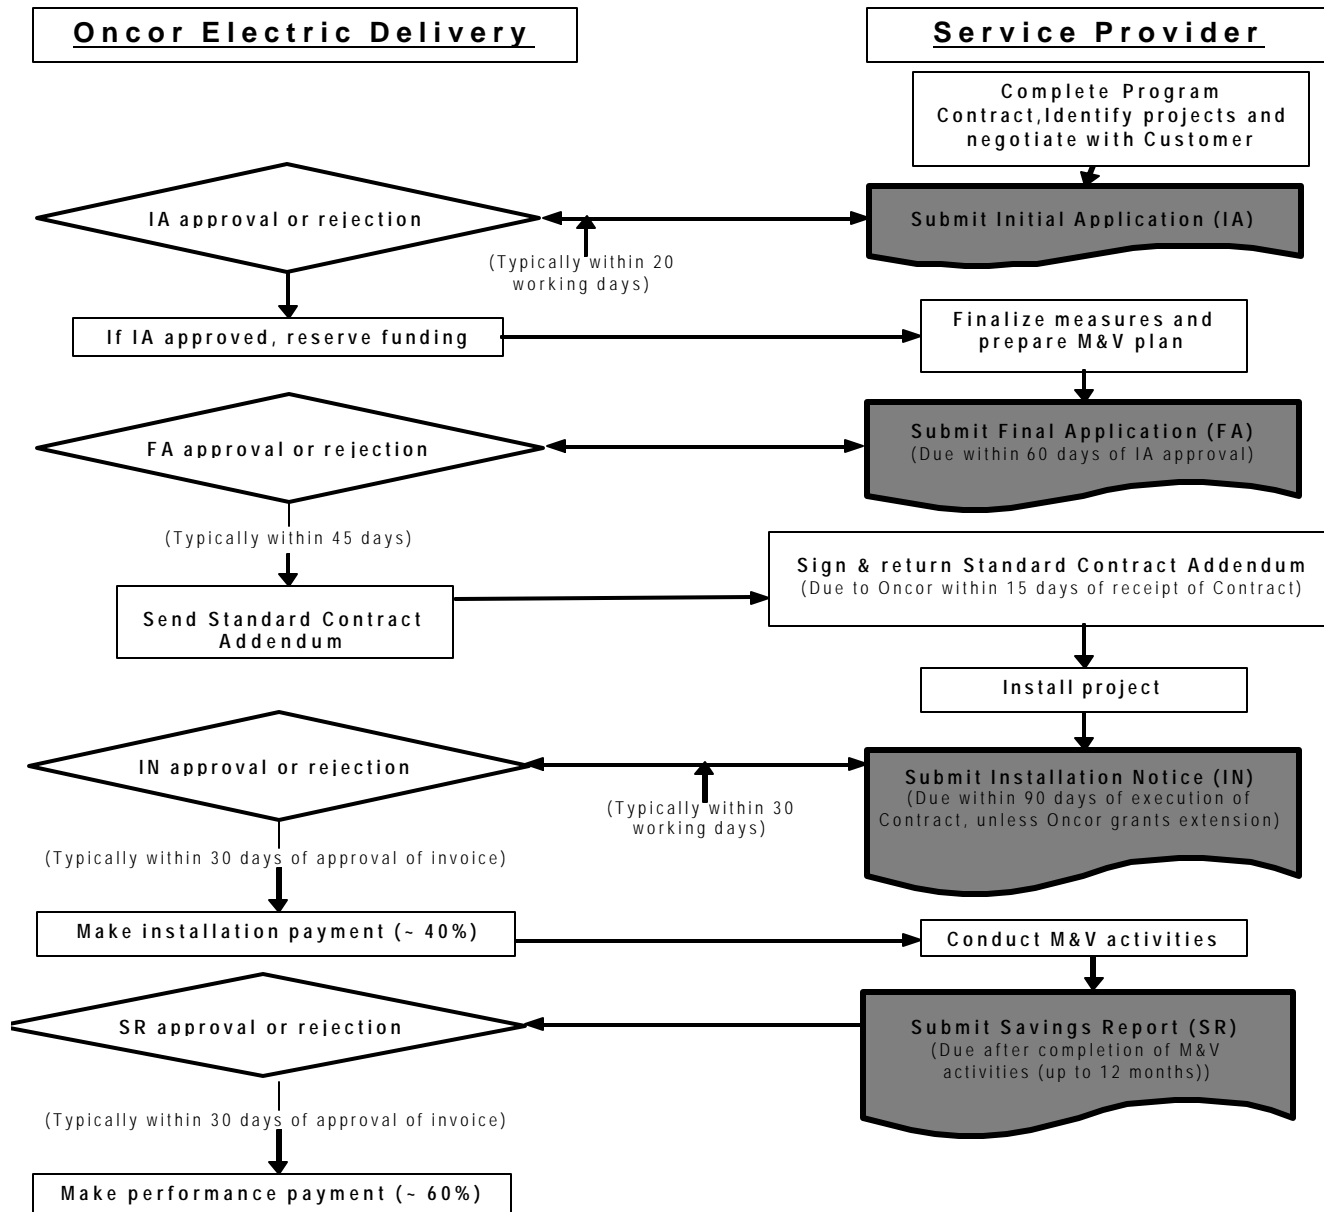 Oncor Electric Delivery
Service Provider
Complete Program
Contract,Identify projects and
negotiate with Customer
IA approval or rejection
Submit Initial Application (IA)
(Typically within 20
working days)
If IA approved, reserve funding
Finalize measures and
prepare M&V plan
FA approval or rejection
Submit Final Application (FA)
(Due within 60 days of IA approval)
(Typically within 45 days)
Sign & return Standard Contract Addendum
(Due to Oncor within 15 days of receipt of Contract)
Send Standard Contract
Addendum
Install project
IN approval or rejection
Submit Installation Notice (IN)
(Due within 90 days of execution of
Contract, unless Oncor grants extension)
(Typically within 30
working days)
(Typically within 30 days of approval of invoice)
Make installation payment (~ 40%)
Conduct M&V activities
SR approval or rejection
Submit Savings Report (SR)
(Due after completion of M&V
activities (up to 12 months))
(Typically within 30 days of approval of invoice)
Make performance payment (~ 60%)